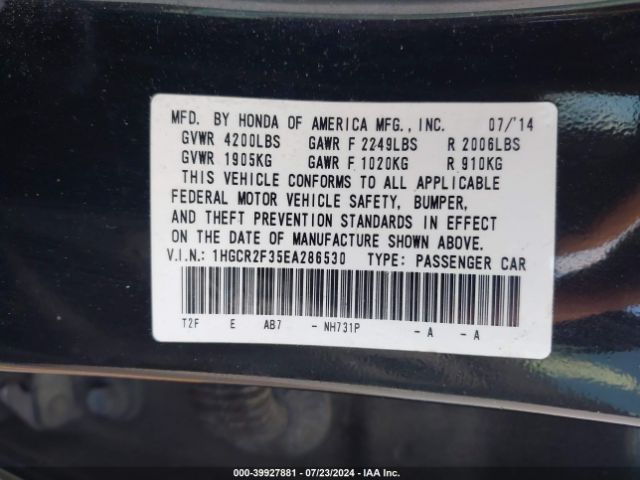 MFD. BY HONDA OF AMERICA MFG., INC. 07/'14
GVWR 4200LBS GAWR F 2249LBS R 2006LBS
GVWR 1905KG GAWR F 1020KG R 910KG
THIS VEHICLE CONFORMS TO ALL APPLICABLE
FEDERAL MOTOR VEHICLE SAFETY, BUMPER,
AND THEFT PREVENTION STANDARDS IN EFFECT
ON THE DATE OF MANUFACTURE SHOWN ABOVE.
V.I.N.: 1HGCR2F35EA286530 TYPE: PASSENGER CAR
T2F E AB7 - NH731P - A - A
000-39927881 - 07/23/2024 - IAA Inc.